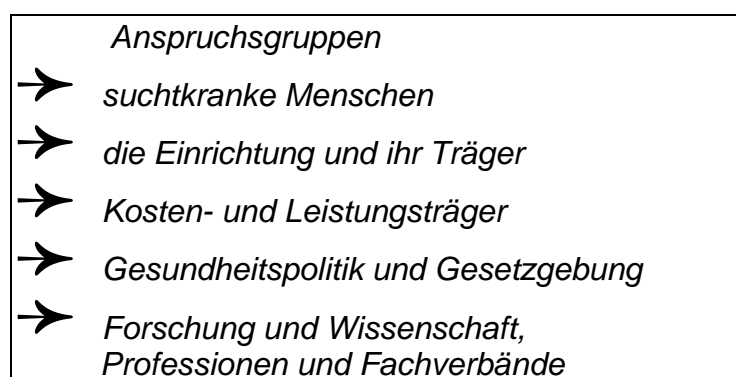 Anspruchsgruppen
→ suchtkranke Menschen
→ die Einrichtung und ihr Träger
→ Kosten- und Leistungsträger
→ Gesundheitspolitik und Gesetzgebung
→ Forschung und Wissenschaft,
Professionen und Fachverbände